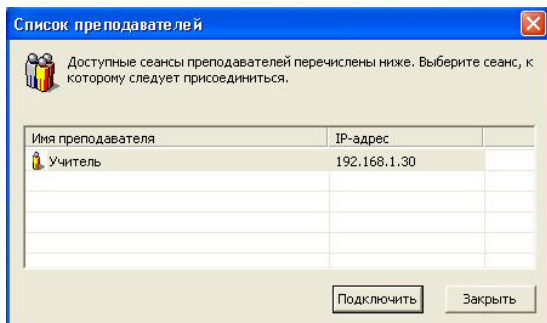 Список преподавателей
Доступные сеансы преподавателей перечислены ниже. Выберите сеанс, к
которому следует присоединиться.
Имя преподавателя IP-адрес
Учитель 192.168.1.30
Подключить Закрыть